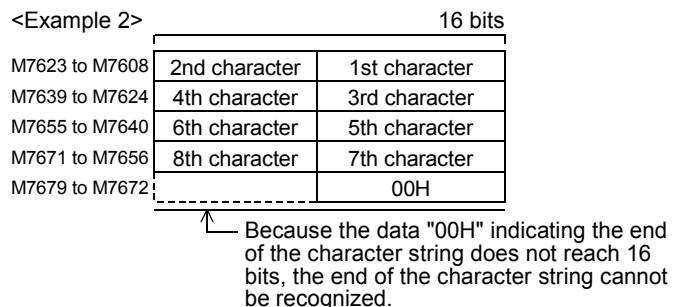 <Example 2> 16 bits
M7623 to M7608 2nd character 1st character
M7639 to M7624 4th character 3rd character
M7655 to M7640 6th character 5th character
M7671 to M7656 8th character 7th character
M7679 to M7672 00H
Because the data "00H" indicating the end
of the character string does not reach 16
bits, the end of the character string cannot
be recognized.